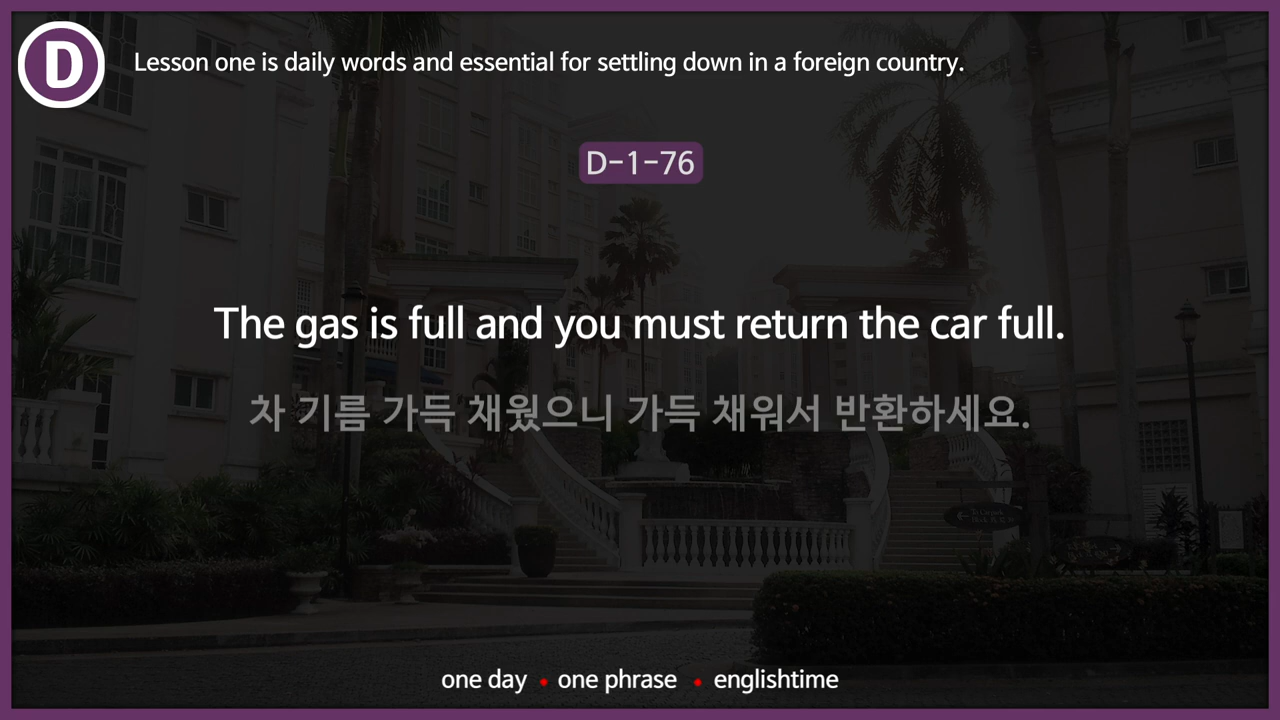 D
Lesson one is daily words and essential for settling down in a foreign country.
D-1-76
The gas is full and you must return the car full.
차 기름 가득 채웠으니 가득 채워서 반환하세요.
one day • one phrase • englishtime